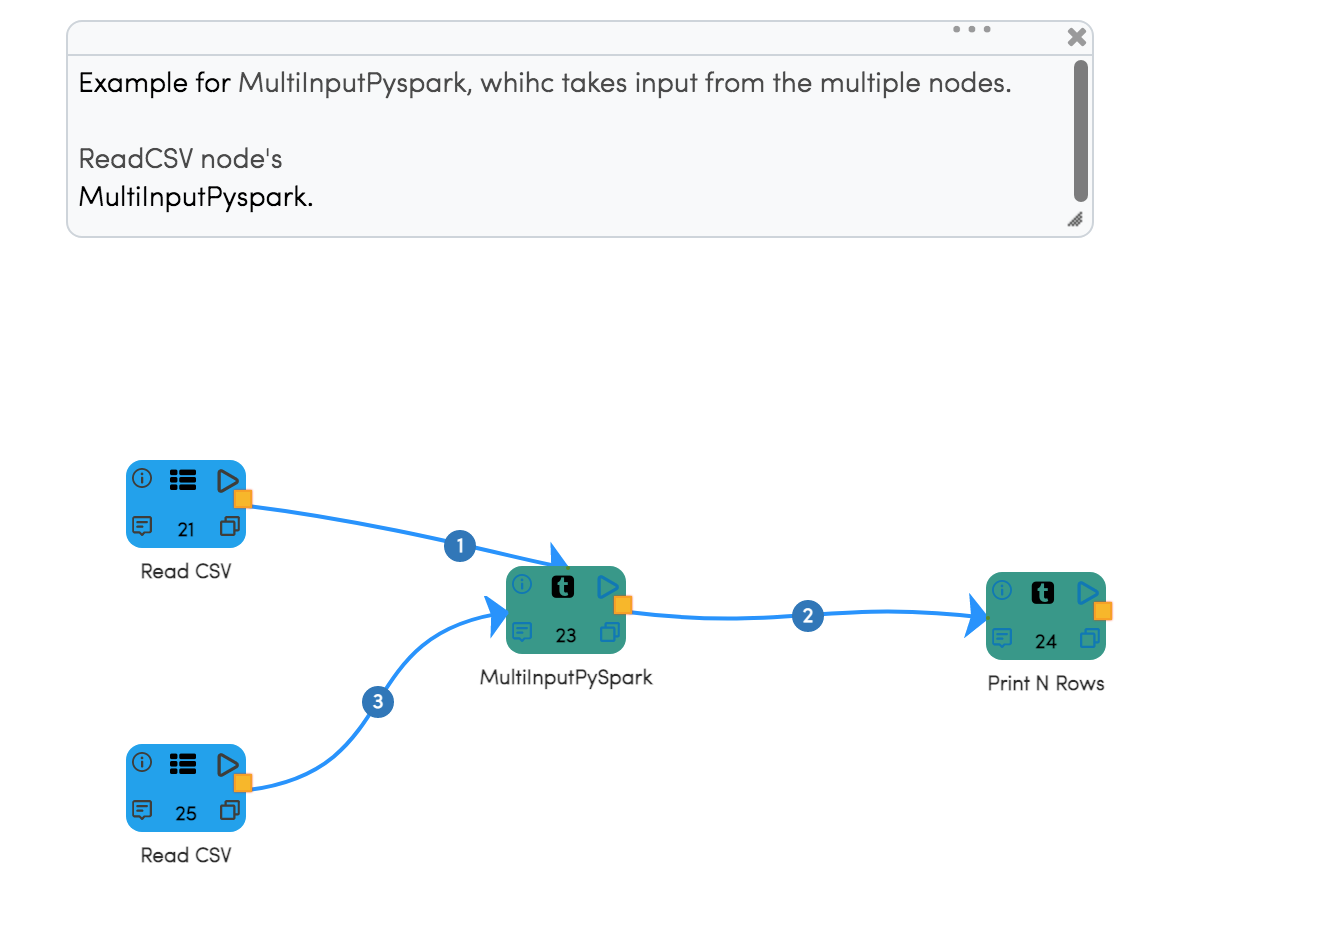 Example for MultiInputPyspark, whihc takes input from the multiple nodes.
ReadCSV node's
MultiInputPyspark.
21
Read CSV
1
t
23
MultiInputPySpark
2
t
24
Print N Rows
3
25
Read CSV